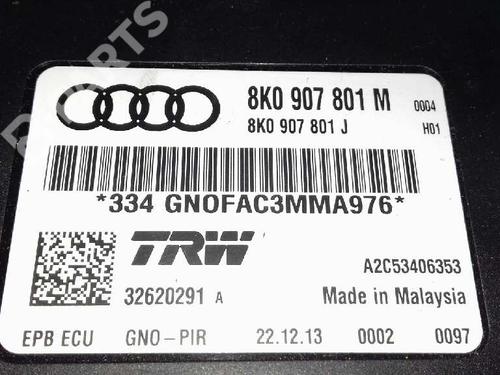 B-PARTS
8K0 907 801 M 0004
8K0 907 801 J H01
*334 GNOFAC3MMA976*
TRW
A2C53406353
32620291 A Made in Malaysia
EPB ECU GNO-PIR 22.12.13 0002 0097